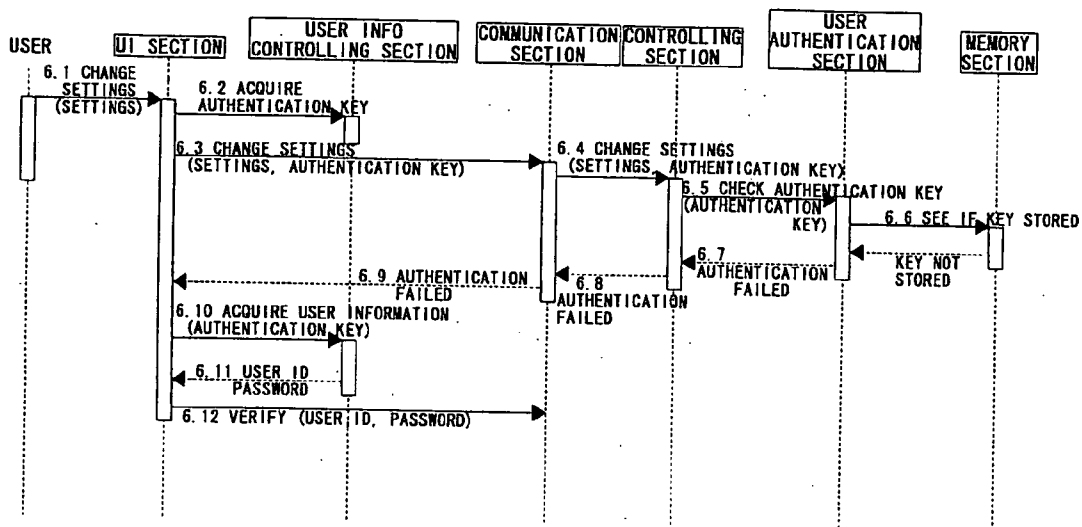 USER
UI SECTION
USER INFO
CONTROLLING SECTION
COMMUNICATION
SECTION
CONTROLLING
SECTION
USER
AUTHENTICATION
SECTION
MEMORY
SECTION
6.1 CHANGE
SETTINGS
(SETTINGS)
6.2 ACQUIRE
AUTHENTICATION KEY
6.3 CHANGE SETTINGS
(SETTINGS, AUTHENTICATION KEY)
6.4 CHANGE SETTINGS
(SETTINGS, AUTHENTICATION KEY)
6.5 CHECK AUTHENTICATION KEY
(AUTHENTICATION
KEY)
6.6 SEE IF KEY STORED
KEY NOT
STORED
6.7
AUTHENTICATION
FAILED
6.8
AUTHENTICATION
FAILED
6.9 AUTHENTICATION
FAILED
6.10 ACQUIRE USER INFORMATION
(AUTHENTICATION KEY)
6.11 USER ID
PASSWORD
6.12 VERIFY (USER ID, PASSWORD)